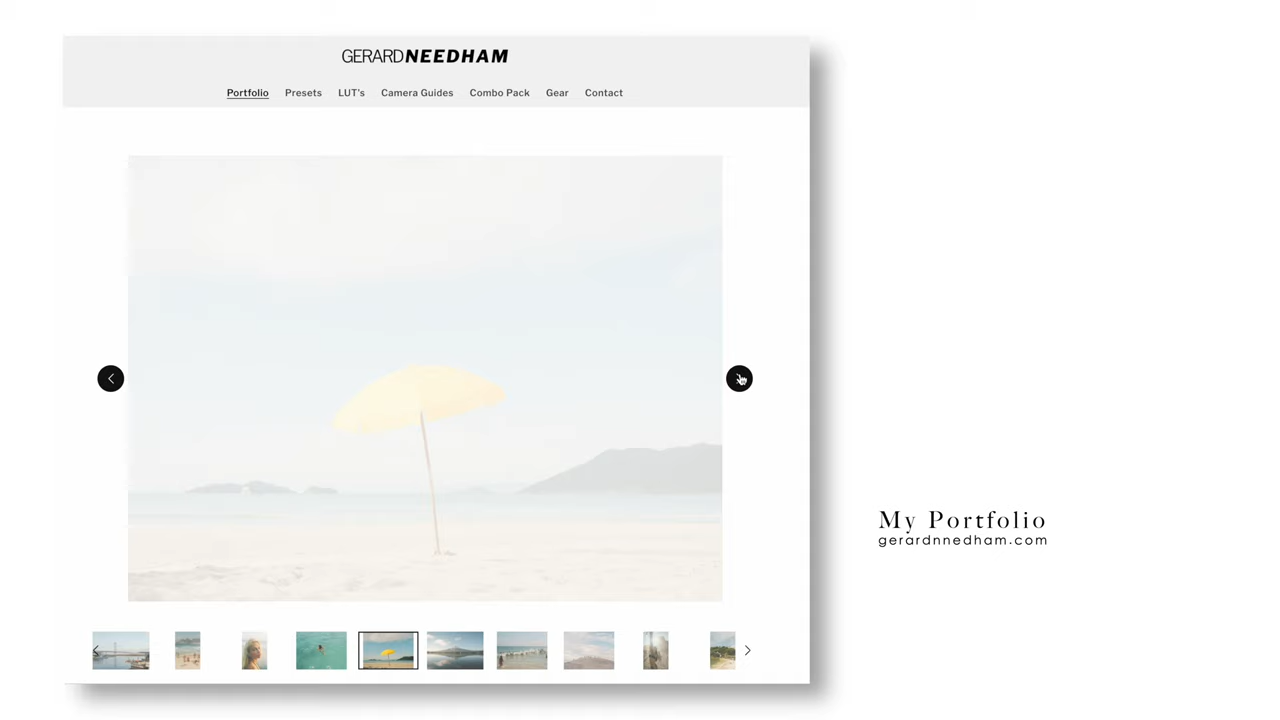 GERARDNEEDHAM
Portfolio Presets LUT's Camera Guides Combo Pack Gear Contact
My Portfolio
gerardnnedham.com